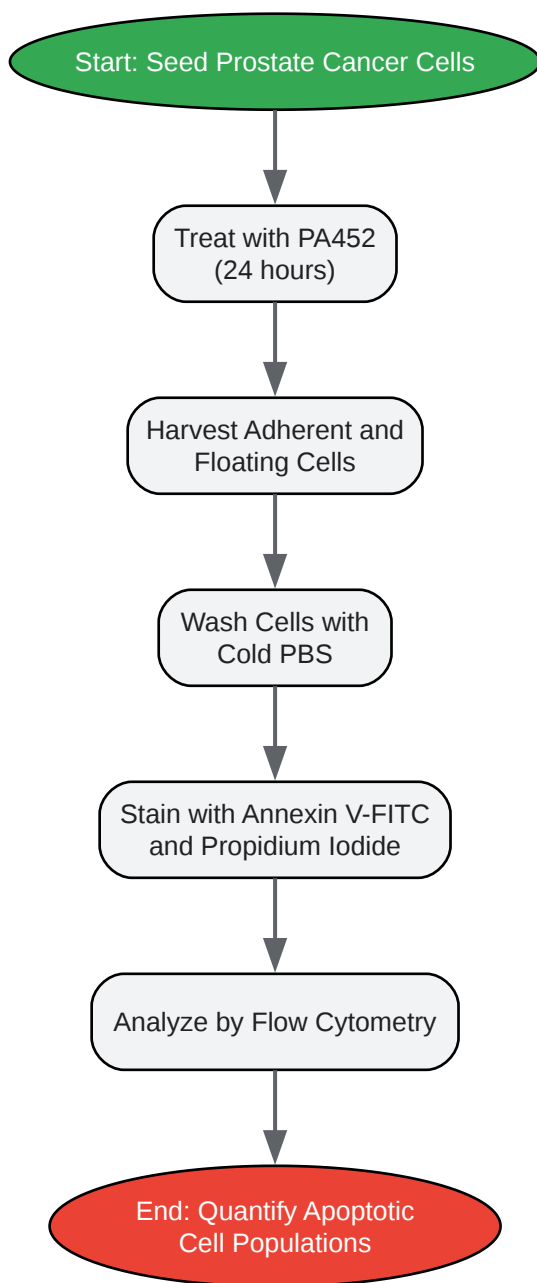 Start: Seed Prostate Cancer Cells
Treat with PA452
(24 hours)
Harvest Adherent and
Floating Cells
Wash Cells with
Cold PBS
Stain with Annexin V-FITC
and Propidium Iodide
Analyze by Flow Cytometry
End: Quantify Apoptotic
Cell Populations